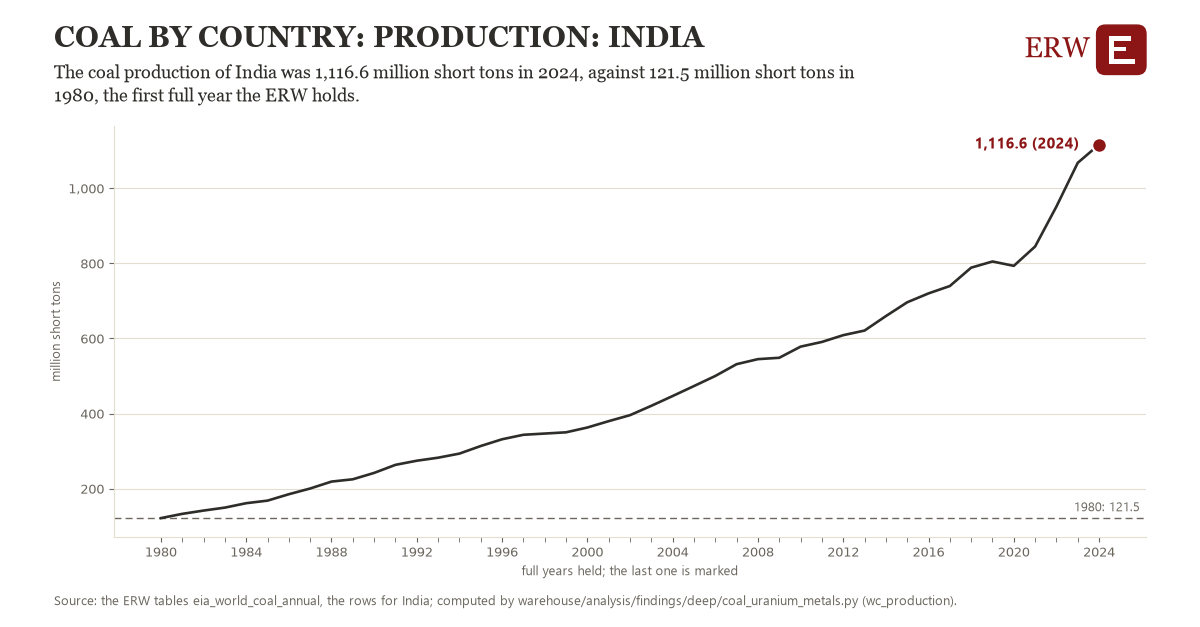 COAL BY COUNTRY: PRODUCTION: INDIA
ERW E
The coal production of India was 1,116.6 million short tons in 2024, against 121.5 million short tons in
1980, the first full year the ERW holds.
1,116.6 (2024)
1,000
800
600
400
200
million short tons
1980: 121.5
1980 1984 1988 1992 1996 2000 2004 2008 2012 2016 2020 2024
full years held; the last one is marked
Source: the ERW tables eia_world_coal_annual, the rows for India; computed by warehouse/analysis/findings/deep/coal_uranium_metals.py (wc_production).